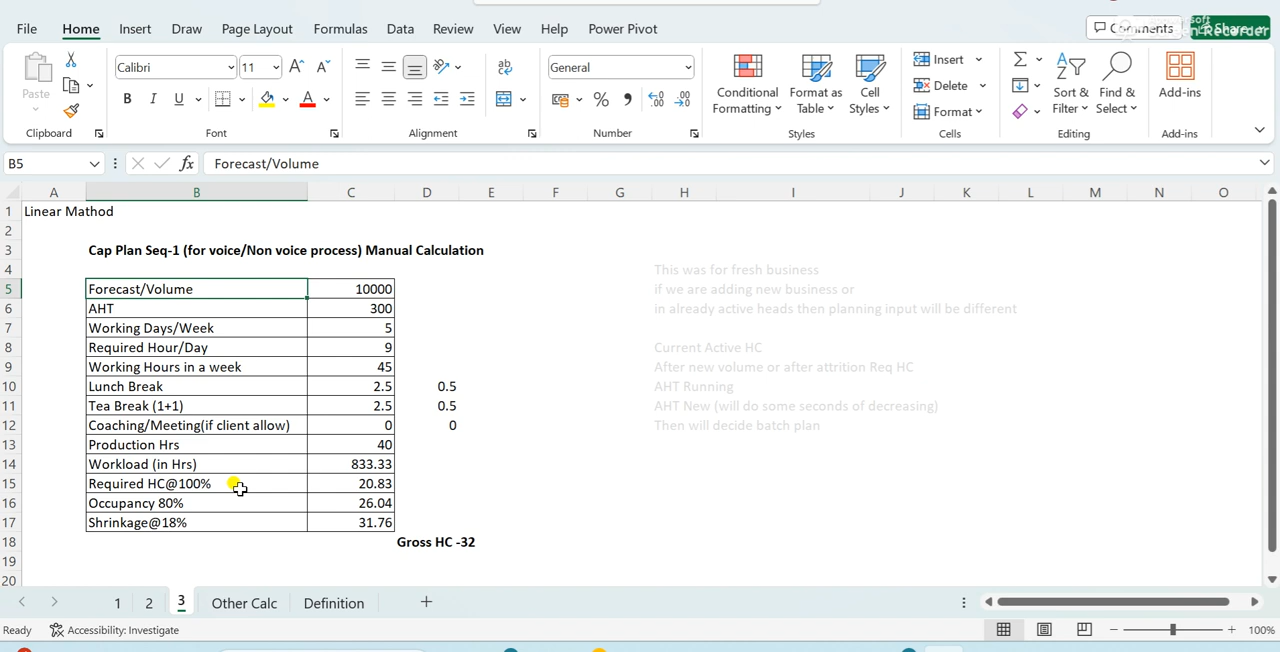 File Home Insert Draw Page Layout Formulas Data Review View Help Power Pivot Comments Share
Paste
Calibri 11
B I U A
General
Conditional Formatting
Format as Table
Cell Styles
Insert
Delete
Format
Sort & Filter
Find & Select
Add-ins
Clipboard Font Alignment Number Styles Cells Editing Add-ins
B5 fx Forecast/Volume
A B C D E F G H I J K L M N O
1 Linear Mathod
2
3 Cap Plan Seq-1 (for voice/Non voice process) Manual Calculation
4 This was for fresh business
5 Forecast/Volume 10000 if we are adding new business or
6 AHT 300 in already active heads then planning input will be different
7 Working Days/Week 5
8 Required Hour/Day 9 Current Active HC
9 Working Hours in a week 45 After new volume or after attrition Req HC
10 Lunch Break 2.5 0.5 AHT Running
11 Tea Break (1+1) 2.5 0.5 AHT New (will do some seconds of decreasing)
12 Coaching/Meeting(if client allow) 0 0 Then will decide batch plan
13 Production Hrs 40
14 Workload (in Hrs) 833.33
15 Required HC@100% 20.83
16 Occupancy 80% 26.04
17 Shrinkage@18% 31.76
18 Gross HC -32
19
20
1 2 3 Other Calc Definition
Ready Accessibility: Investigate 100%